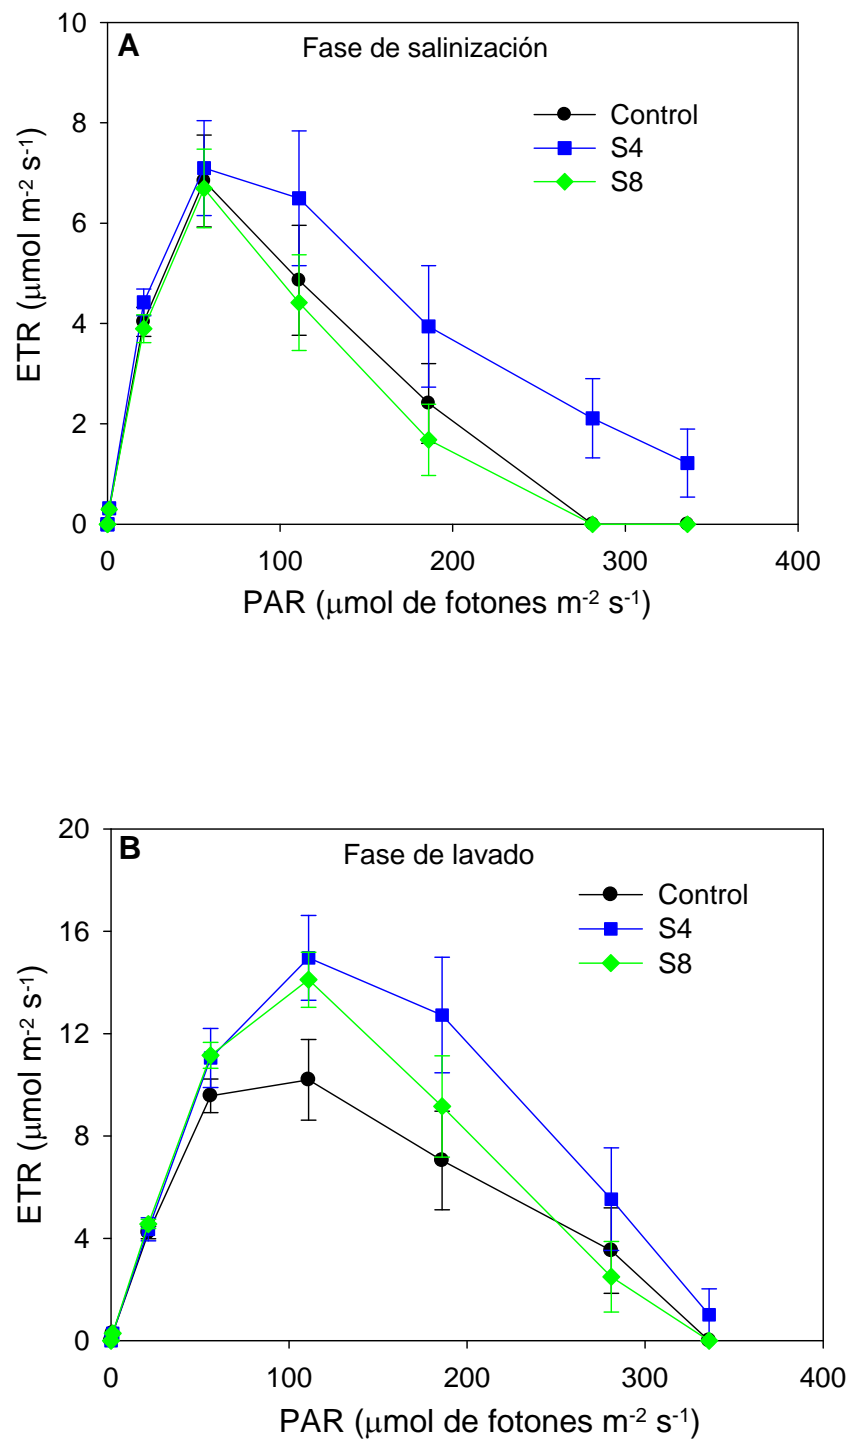 A
Fase de salinización
Control
S4
S8
10
8
6
4
2
0
ETR (μmol m-2 s-1)
0 100 200 300 400
PAR (μmol de fotones m-2 s-1)
B
Fase de lavado
Control
S4
S8
20
16
12
8
4
0
ETR (μmol m-2 s-1)
0 100 200 300 400
PAR (μmol de fotones m-2 s-1)